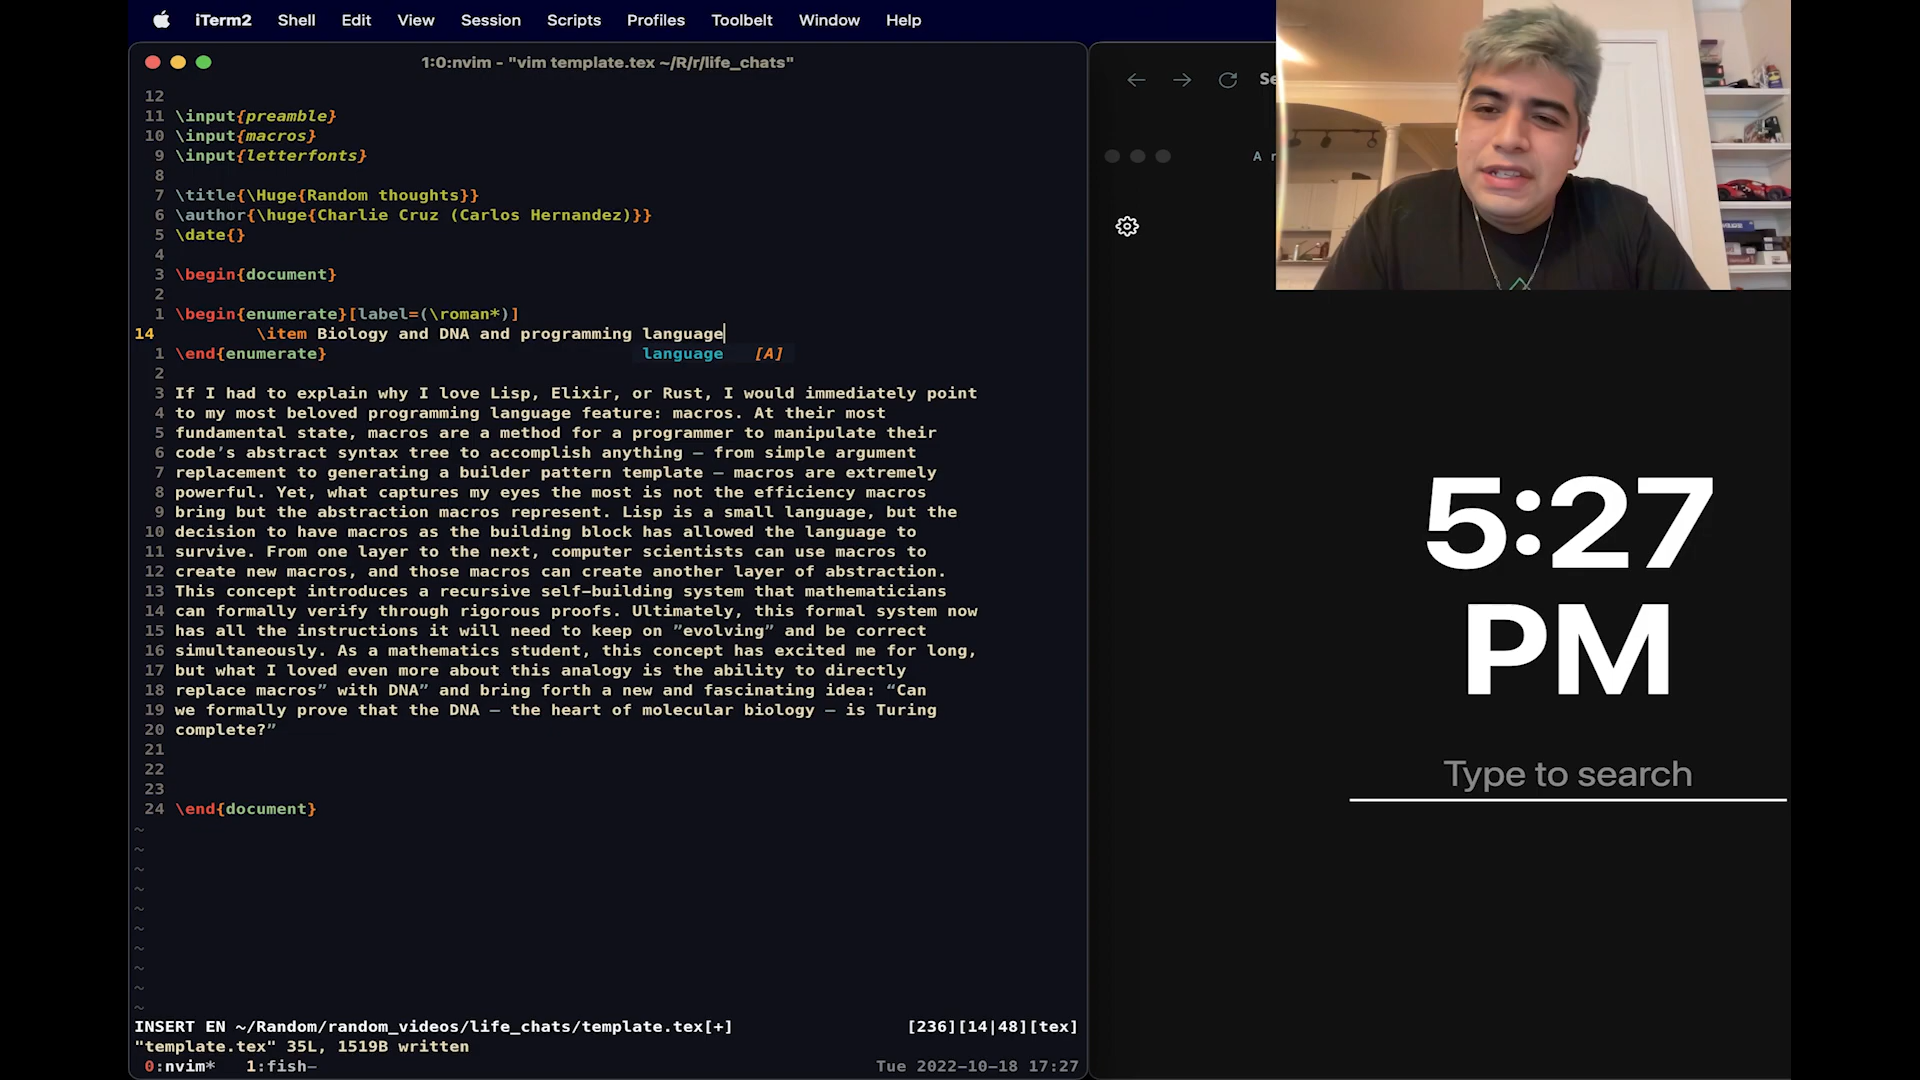 iTerm2 Shell Edit View Session Scripts Profiles Toolbelt Window Help
1:0:nvim - "vim template.tex ~/R/r/life_chats"
12
11 \input{preamble}
10 \input{macros}
9 \input{letterfonts}
8
7 \title{\Huge{Random thoughts}}
6 \author{\huge{Charlie Cruz (Carlos Hernandez)}}
5 \date{}
4
3 \begin{document}
2
1 \begin{enumerate}[label=(\roman*)]
14 \item Biology and DNA and programming language
1 \end{enumerate} language [A]
2
3 If I had to explain why I love Lisp, Elixir, or Rust, I would immediately point
4 to my most beloved programming language feature: macros. At their most
5 fundamental state, macros are a method for a programmer to manipulate their
6 code’s abstract syntax tree to accomplish anything – from simple argument
7 replacement to generating a builder pattern template – macros are extremely
8 powerful. Yet, what captures my eyes the most is not the efficiency macros
9 bring but the abstraction macros represent. Lisp is a small language, but the
10 decision to have macros as the building block has allowed the language to
11 survive. From one layer to the next, computer scientists can use macros to
12 create new macros, and those macros can create another layer of abstraction.
13 This concept introduces a recursive self-building system that mathematicians
14 can formally verify through rigorous proofs. Ultimately, this formal system now
15 has all the instructions it will need to keep on ”evolving” and be correct
16 simultaneously. As a mathematics student, this concept has excited me for long,
17 but what I loved even more about this analogy is the ability to directly
18 replace macros” with DNA” and bring forth a new and fascinating idea: “Can
19 we formally prove that the DNA – the heart of molecular biology – is Turing
20 complete?”
21
22
23
24 \end{document}
~
~
~
~
~
~
~
~
~
~
INSERT EN ~/Random/random_videos/life_chats/template.tex[+] [236][14|48][tex]
"template.tex" 35L, 1519B written
0:nvim* 1:fish- Tue 2022-10-18 17:27
Se
A r
5:27
PM
Type to search